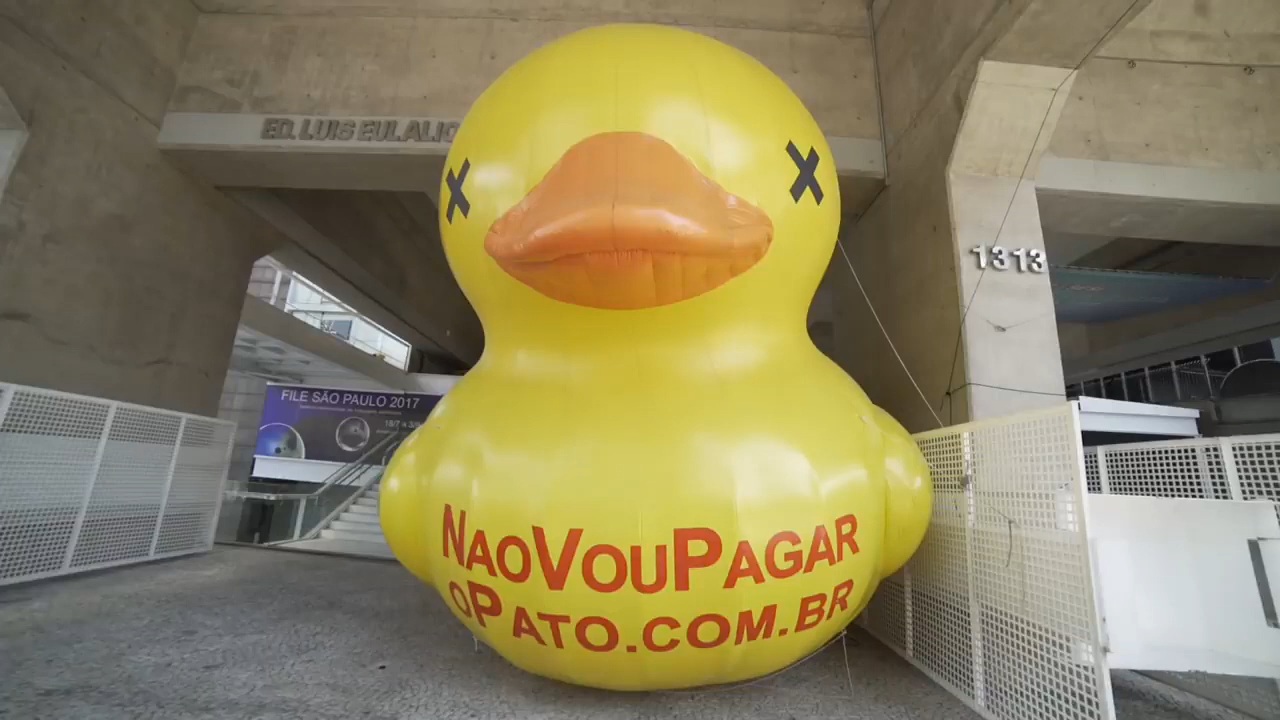 ED. LUIS EULALIO
1313
FILE SÃO PAULO 2017
NAOVOUPAGAR
OPATO.COM.BR